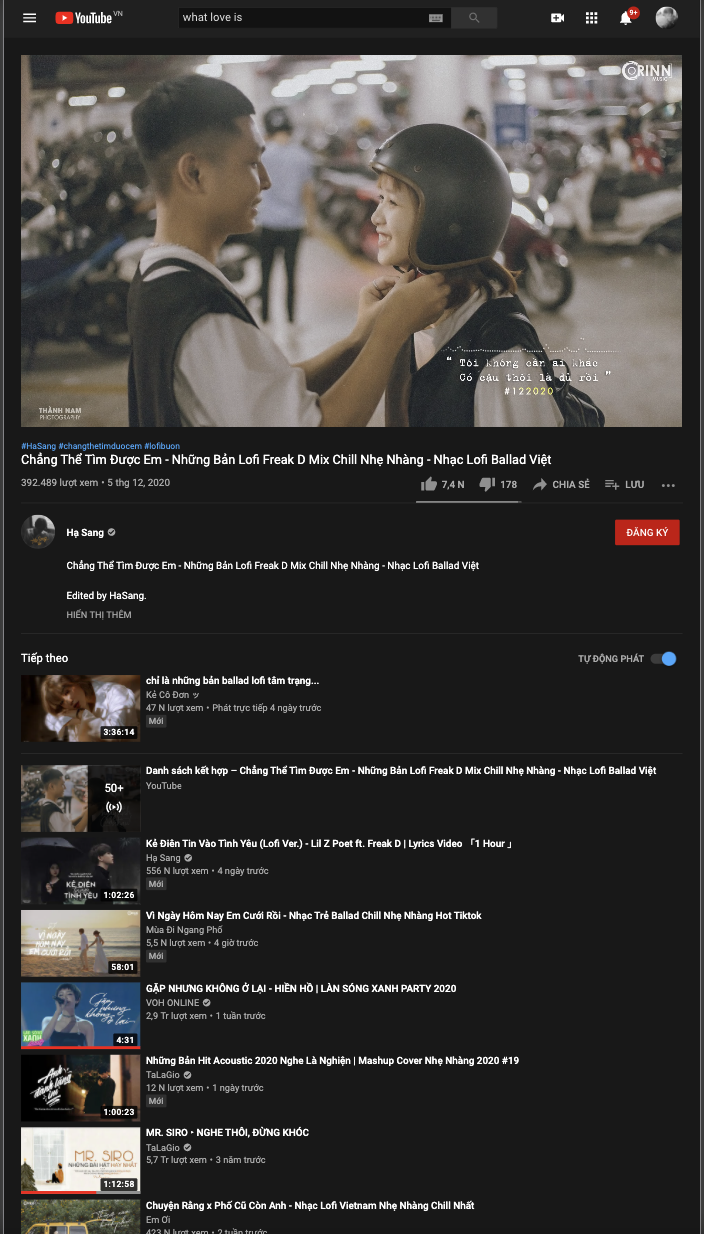 YouTube VN
what love is
9+
ORINN
MUSIC
" Tôi không cần ai khác
Có cậu thôi là đủ rồi "
#122020
THÀNH NAM
PHOTOGRAPHY
#HaSang #changthetimduocem #lofibuon
Chẳng Thể Tìm Được Em - Những Bản Lofi Freak D Mix Chill Nhẹ Nhàng - Nhạc Lofi Ballad Việt
392.489 lượt xem • 5 thg 12, 2020
7,4 N 178 CHIA SẺ LƯU
Hạ Sang
ĐĂNG KÝ
Chẳng Thể Tìm Được Em - Những Bản Lofi Freak D Mix Chill Nhẹ Nhàng - Nhạc Lofi Ballad Việt
Edited by HaSang.
HIỂN THỊ THÊM
Tiếp theo
TỰ ĐỘNG PHÁT
chỉ là những bản ballad lofi tâm trạng...
Kẻ Cô Đơn ッ
47 N lượt xem • Phát trực tiếp 4 ngày trước
Mới
3:36:14
Danh sách kết hợp – Chẳng Thể Tìm Được Em - Những Bản Lofi Freak D Mix Chill Nhẹ Nhàng - Nhạc Lofi Ballad Việt
YouTube
50+
Kẻ Điên Tin Vào Tình Yêu (Lofi Ver.) - Lil Z Poet ft. Freak D | Lyrics Video 「1 Hour 」
Hạ Sang
556 N lượt xem • 4 ngày trước
Mới
KẺ ĐIÊN
TÌNH YÊU
1:02:26
Vì Ngày Hôm Nay Em Cưới Rồi - Nhạc Trẻ Ballad Chill Nhẹ Nhàng Hot Tiktok
Mùa Đi Ngang Phố
5,5 N lượt xem • 4 giờ trước
Mới
VÌ NGÀY
HÔM NAY
EM CƯỚI RỒI
58:01
GẶP NHƯNG KHÔNG Ở LẠI - HIỀN HỒ | LÀN SÓNG XANH PARTY 2020
VOH ONLINE
2,9 Tr lượt xem • 1 tuần trước
Gặp
nhưng
không ở lại
XANH
4:31
Những Bản Hit Acoustic 2020 Nghe Là Nghiện | Mashup Cover Nhẹ Nhàng 2020 #19
TaLaGio
12 N lượt xem • 1 ngày trước
Mới
1:00:23
MR. SIRO • NGHE THÔI, ĐỪNG KHÓC
TaLaGio
5,7 Tr lượt xem • 3 năm trước
MR. SIRO
NHỮNG BÀI HÁT HAY NHẤT
1:12:58
Chuyện Rằng x Phố Cũ Còn Anh - Nhạc Lofi Vietnam Nhẹ Nhàng Chill Nhất
Em Ơi
423 N lượt xem • 2 tuần trước